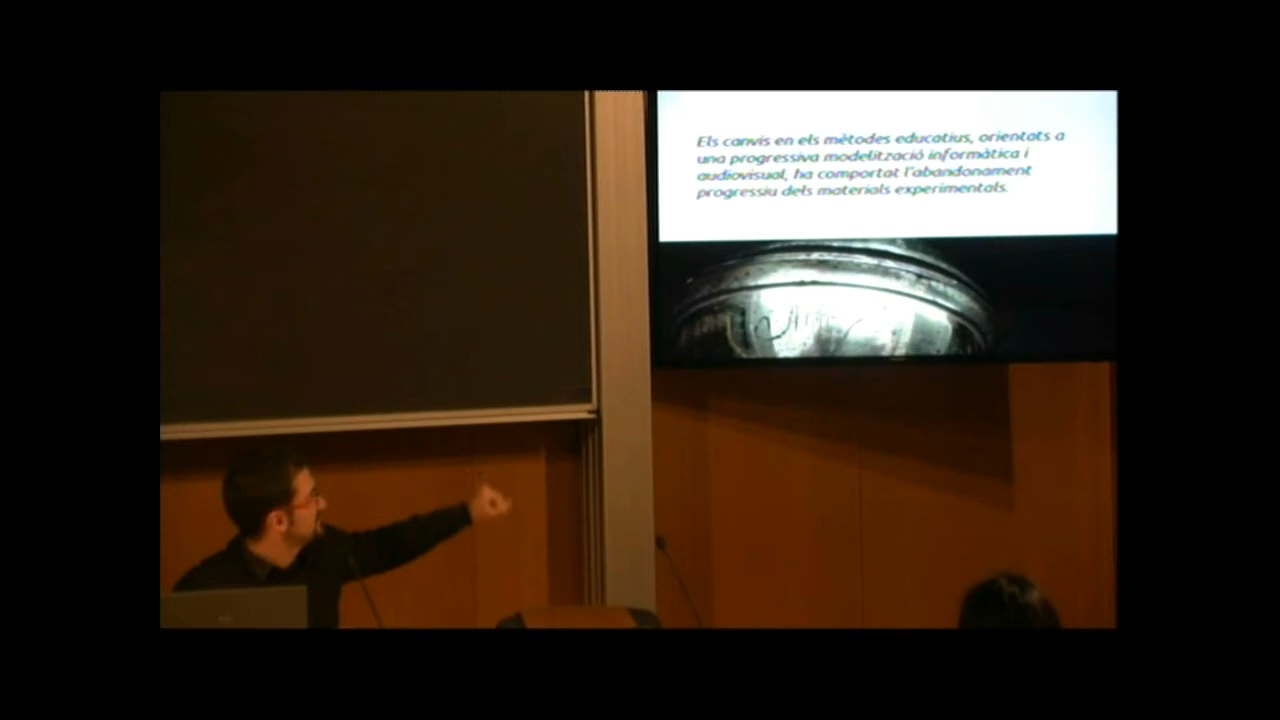 Els canvis en els mètodes educatius, orientats a
una progressiva modelització informàtica i
audiovisual, ha comportat l'abandonament
progressiu dels materials experimentals.